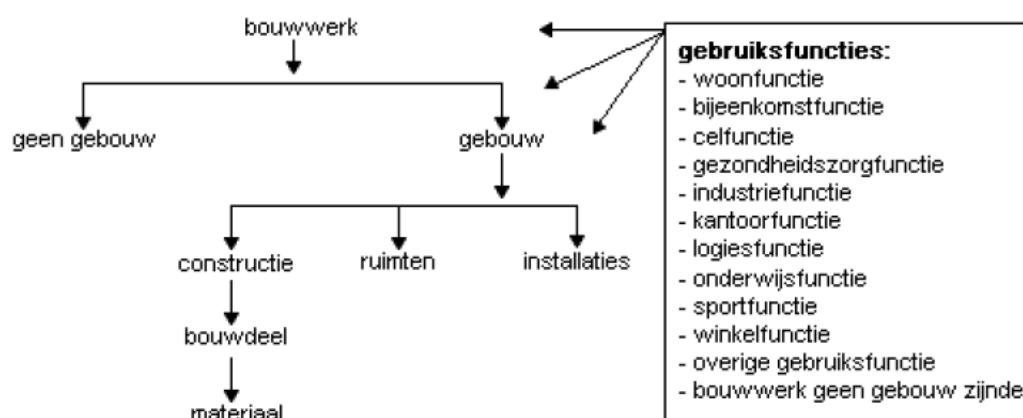 bouwwerk
geen gebouw
gebouw
constructie
ruimten
installaties
bouwdeel
materiaal
gebruiksfuncties:
- woonfunctie
- bijeenkomstfunctie
- celfunctie
- gezondheidszorgfunctie
- industriefunctie
- kantoorfunctie
- logiesfunctie
- onderwijsfunctie
- sportfunctie
- winkelfunctie
- overige gebruiksfunctie
- bouwwerk geen gebouw zijnde